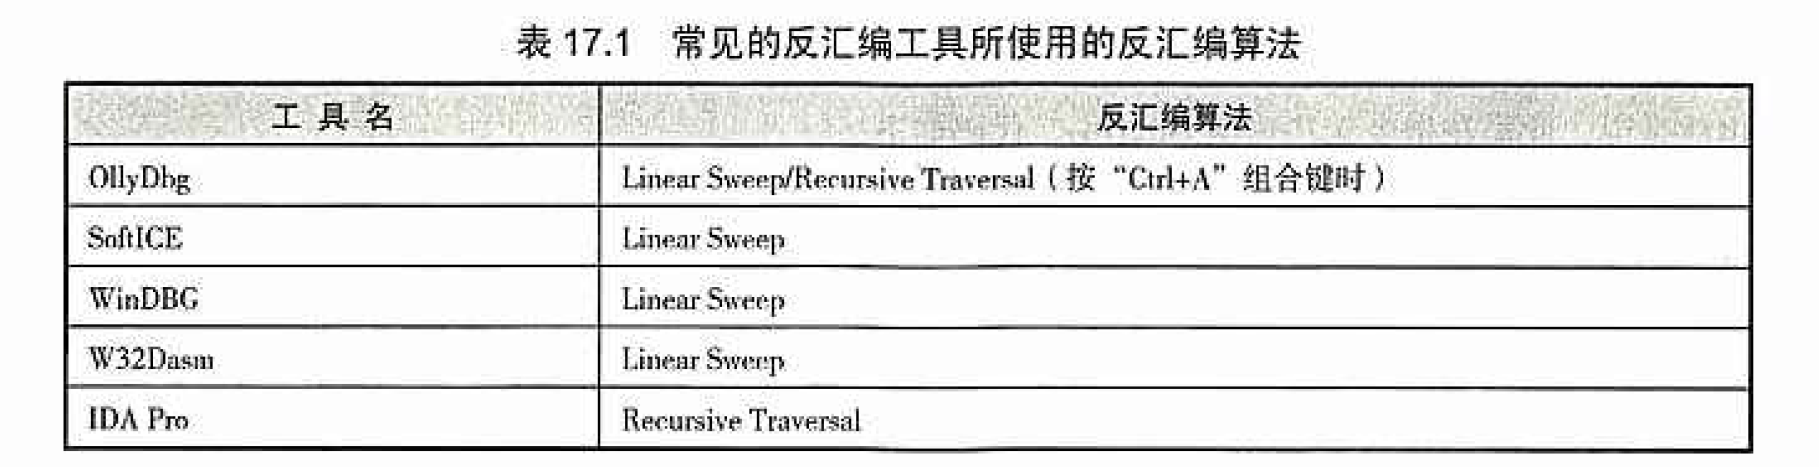 表 17.1 常见的反汇编工具所使用的反汇编算法
工具名 反汇编算法
OllyDbg Linear Sweep/Recursive Traversal（按“Ctrl+A”组合键时）
SoftICE Linear Sweep
WinDBG Linear Sweep
W32Dasm Linear Sweep
IDA Pro Recursive Traversal